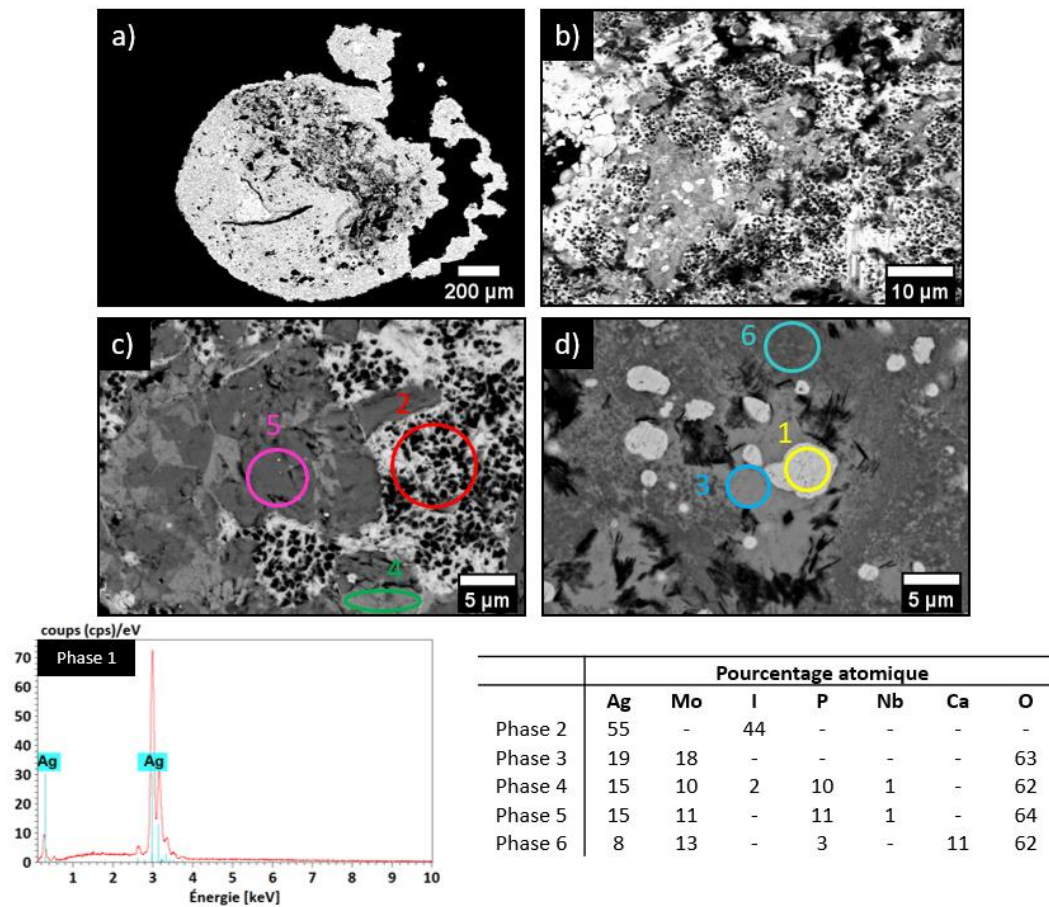 a)
200 µm
b)
10 µm
c)
5
2
4
5 µm
d)
6
1
3
5 µm
coups (cps)/eV
Phase 1
70
60
50
40
30
20
10
0
Ag
Ag
1 2 3 4 5 6 7 8 9 10
Énergie [keV]
Pourcentage atomique
Ag Mo I P Nb Ca O
Phase 2 55 - 44 - - - -
Phase 3 19 18 - - - - 63
Phase 4 15 10 2 10 1 - 62
Phase 5 15 11 - 11 1 - 64
Phase 6 8 13 - 3 - 11 62